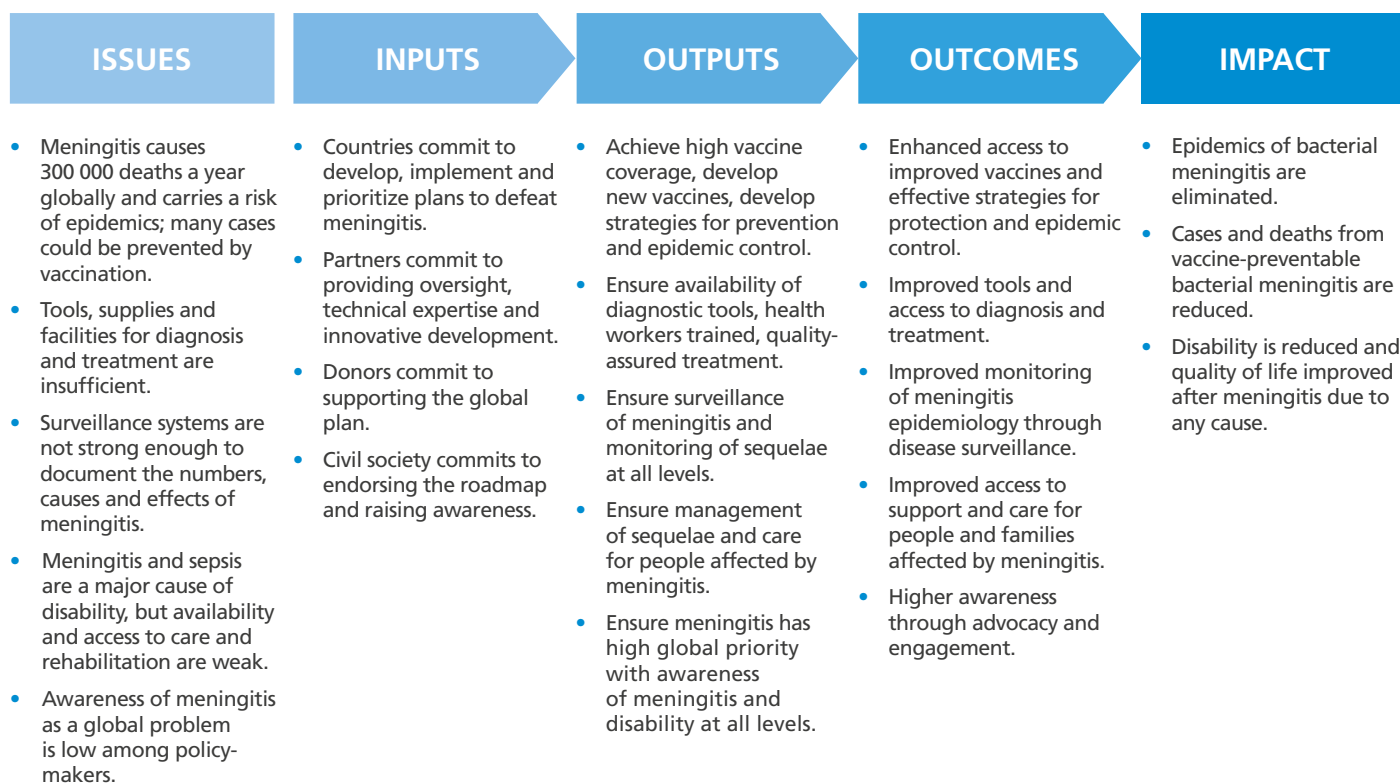 ISSUES
Meningitis causes
300 000 deaths a year
globally and carries a risk
of epidemics; many cases
could be prevented by
vaccination.
Tools, supplies and
facilities for diagnosis
and treatment are
insufficient.
Surveillance systems are
not strong enough to
document the numbers,
causes and effects of
meningitis.
Meningitis and sepsis
are a major cause of
disability, but availability
and access to care and
rehabilitation are weak.
Awareness of meningitis
as a global problem
is low among policy-
makers.
INPUTS
Countries commit to
develop, implement and
prioritize plans to defeat
meningitis.
Partners commit to
providing oversight,
technical expertise and
innovative development.
Donors commit to
supporting the global
plan.
Civil society commits to
endorsing the roadmap
and raising awareness.
OUTPUTS
Achieve high vaccine
coverage, develop
new vaccines, develop
strategies for prevention
and epidemic control.
Ensure availability of
diagnostic tools, health
workers trained, quality-
assured treatment.
Ensure surveillance
of meningitis and
monitoring of sequelae
at all levels.
Ensure management
of sequelae and care
for people affected by
meningitis.
Ensure meningitis has
high global priority
with awareness
of meningitis and
disability at all levels.
OUTCOMES
Enhanced access to
improved vaccines and
effective strategies for
protection and epidemic
control.
Improved tools and
access to diagnosis and
treatment.
Improved monitoring
of meningitis
epidemiology through
disease surveillance.
Improved access to
support and care for
people and families
affected by meningitis.
Higher awareness
through advocacy and
engagement.
IMPACT
Epidemics of bacterial
meningitis are
eliminated.
Cases and deaths from
vaccine-preventable
bacterial meningitis are
reduced.
Disability is reduced and
quality of life improved
after meningitis due to
any cause.